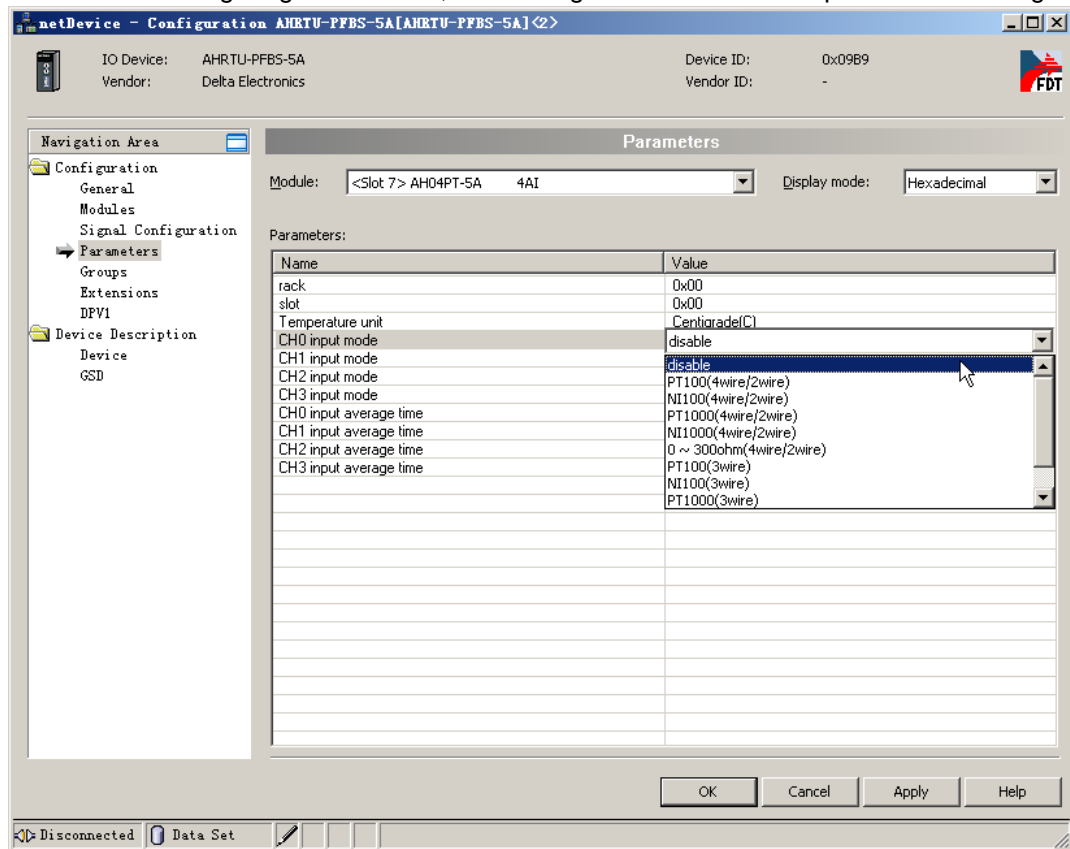 netDevice - Configuration AHRTU-PFBS-5A[AHRTU-PFBS-5A]<2>
IO Device: AHRTU-PFBS-5A Device ID: 0x09B9
Vendor: Delta Electronics Vendor ID: -
FDT
Navigation Area
Configuration
General
Modules
Signal Configuration
Parameters
Groups
Extensions
DPV1
Device Description
Device
GSD
Parameters
Module: <Slot 7> AH04PT-5A 4AI Display mode: Hexadecimal
Parameters:
Name Value
rack 0x00
slot 0x00
Temperature unit Centigrade(C)
CH0 input mode disable
CH1 input mode
CH2 input mode
CH3 input mode
CH0 input average time
CH1 input average time
CH2 input average time
CH3 input average time
disable
PT100(4wire/2wire)
NI100(4wire/2wire)
PT1000(4wire/2wire)
NI1000(4wire/2wire)
0 ~ 300ohm(4wire/2wire)
PT100(3wire)
NI100(3wire)
PT1000(3wire)
OK Cancel Apply Help
Disconnected Data Set